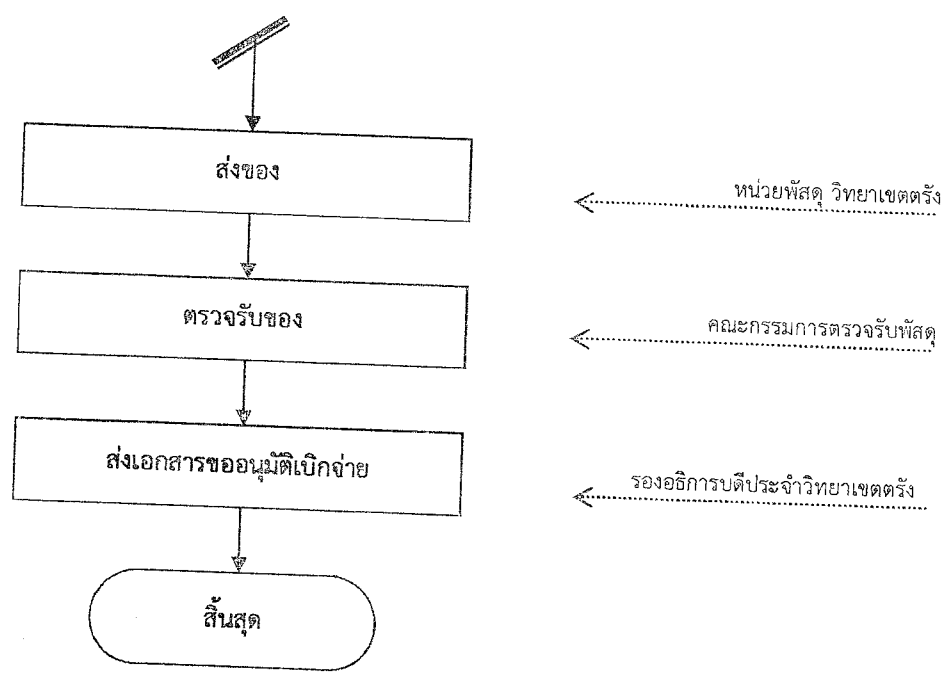 ส่งของ
หน่วยพัสดุ วิทยาเขตตรัง
ตรวจรับของ
คณะกรรมการตรวจรับพัสดุ
ส่งเอกสารขออนุมัติเบิกจ่าย
รองอธิการบดีประจำวิทยาเขตตรัง
สิ้นสุด